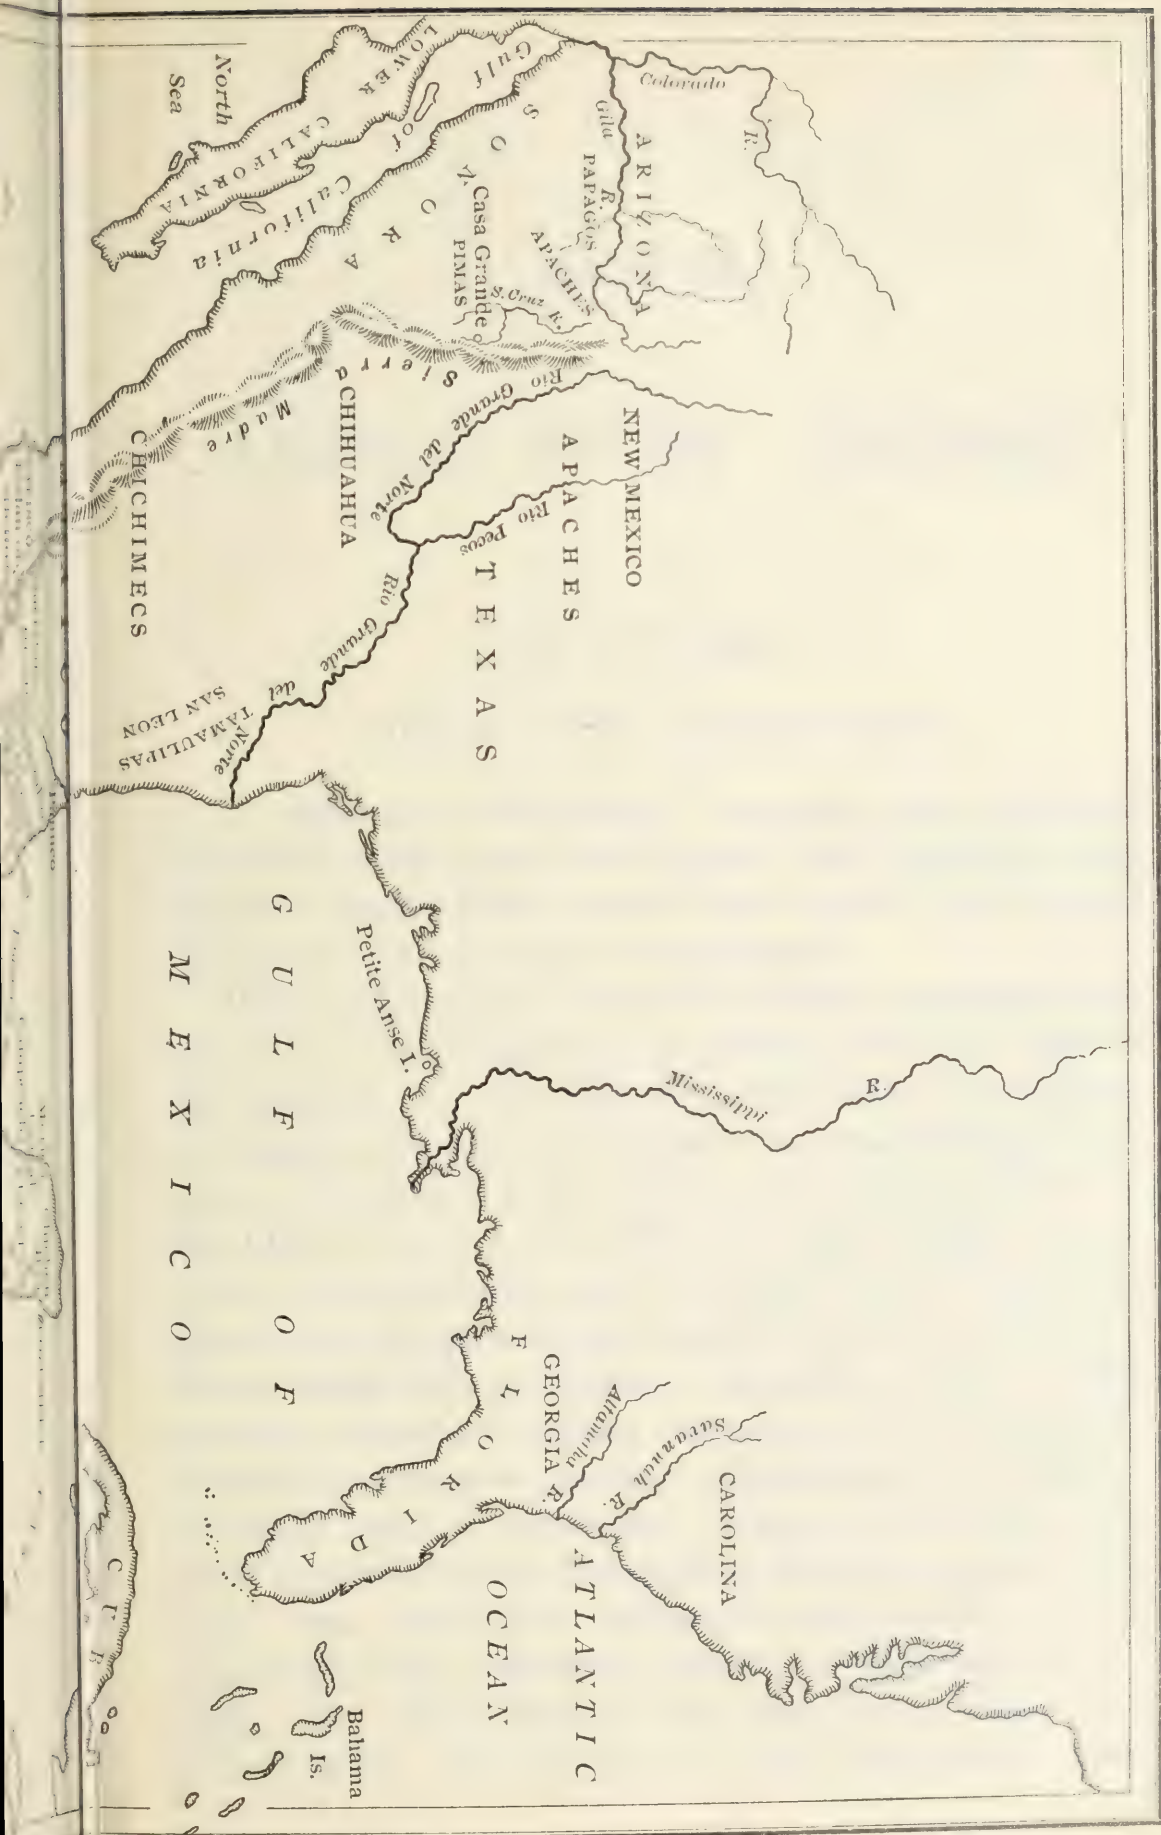 Colorado
R.
ARIZONA
Gila
R.
PAPAGOS
APACHES
LOWER
CALIFORNIA
Gulf
of
California
North
Sea
SONORA
Casa Grande
PIMAS
S. Cruz R.
Sierra
Madre
CHIHUAHUA
CHICHIMECS
NEW MEXICO
APACHES
Rio Grande del Norte
Rio Pecos
TEXAS
Rio Grande del Norte
SAN LEON
TAMAULIPAS
GULF OF
MEXICO
Petite Anse I.
Mississippi
R.
FLORIDA
GEORGIA
Altamaha R.
Savannah R.
CAROLINA
ATLANTIC
OCEAN
Bahama
Is.